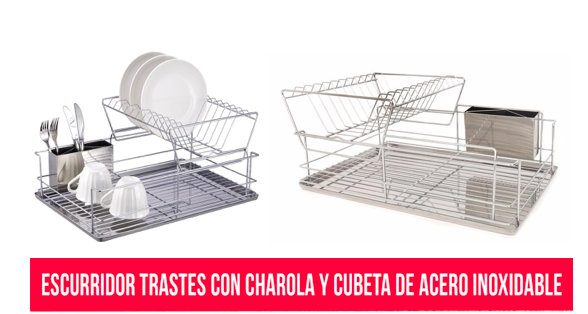 ESCURRIDOR TRASTES CON CHAROLA Y CUBETA DE ACERO INOXIDABLE